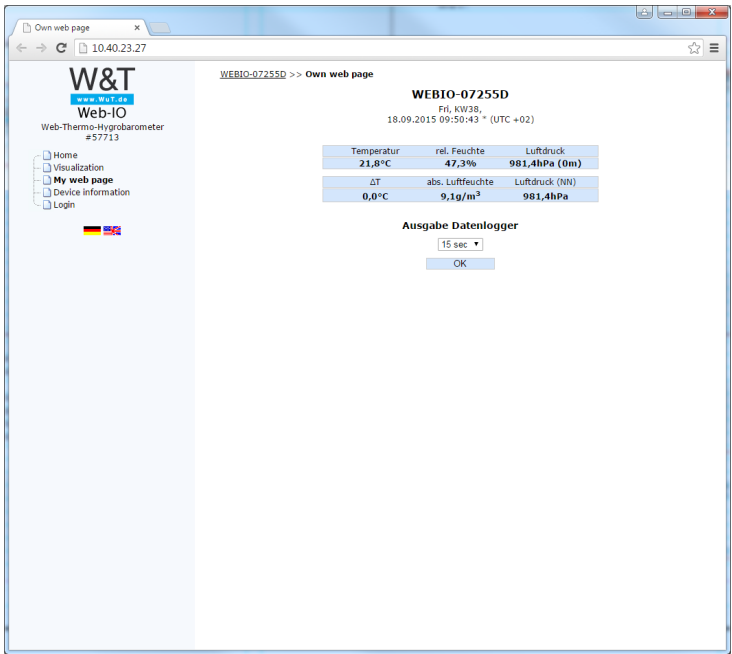 Own web page
10.40.23.27
W&T
www.WuT.de
Web-IO
Web-Thermo-Hygrobarometer
#57713
Home
Visualization
My web page
Device information
Login
WEBIO-07255D >> Own web page
WEBIO-07255D
Fri, KW38,
18.09.2015 09:50:43 * (UTC +02)
Temperatur rel. Feuchte Luftdruck
21,8°C 47,3% 981,4hPa (0m)
ΔT abs. Luftfeuchte Luftdruck (NN)
0,0°C 9,1g/m³ 981,4hPa
Ausgabe Datenlogger
15 sec
OK